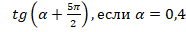 tg(α + 5π/2), если α = 0,4